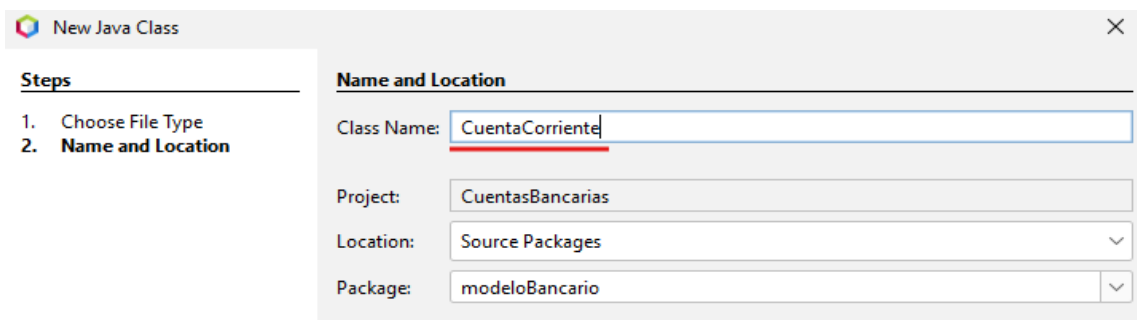 New Java Class
Steps
1. Choose File Type
2. Name and Location
Name and Location
Class Name: CuentaCorriente
Project: CuentasBancarias
Location: Source Packages
Package: modeloBancario